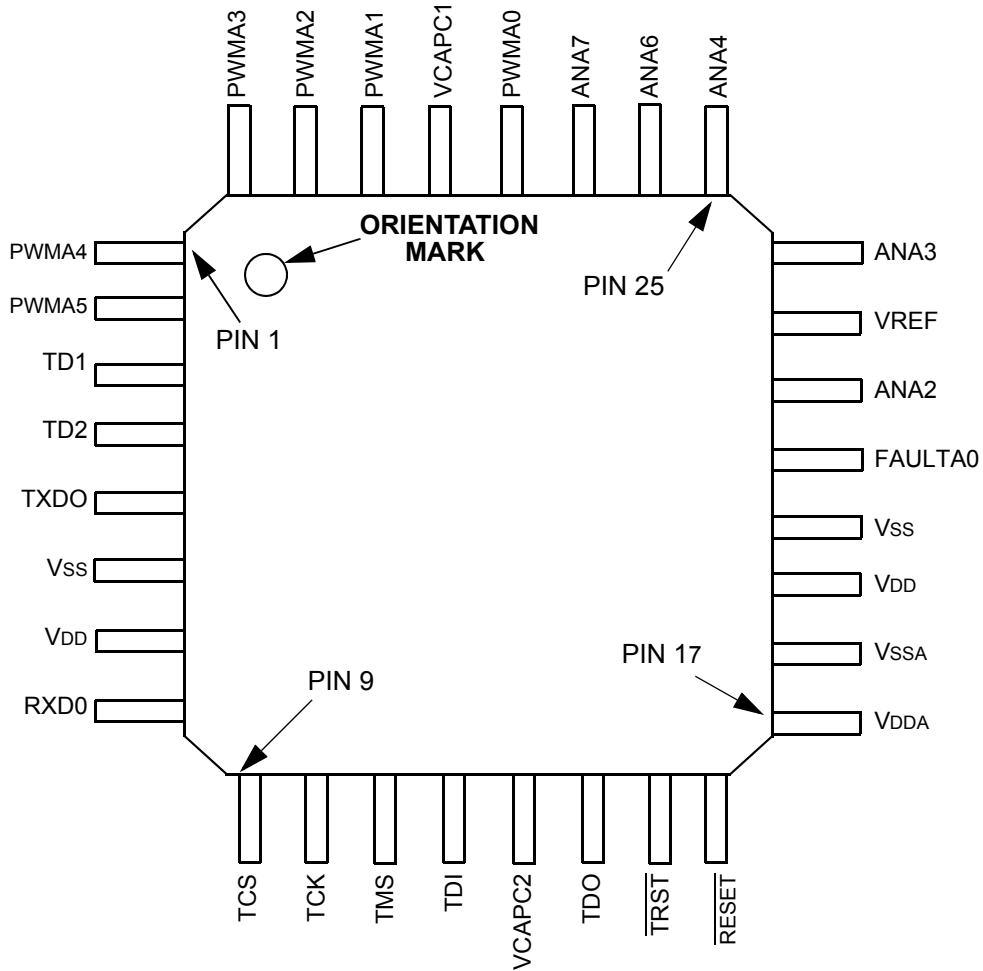 PWMA3
PWMA2
PWMA1
VCAPC1
PWMA0
ANA7
ANA6
ANA4
ORIENTATION
MARK
PIN 25
PIN 1
PWMA4
PWMA5
TD1
TD2
TXDO
VSS
VDD
RXD0
ANA3
VREF
ANA2
FAULTA0
VSS
VDD
VSSA
VDDA
PIN 17
PIN 9
TCS
TCK
TMS
TDI
VCAPC2
TDO
TRST
RESET